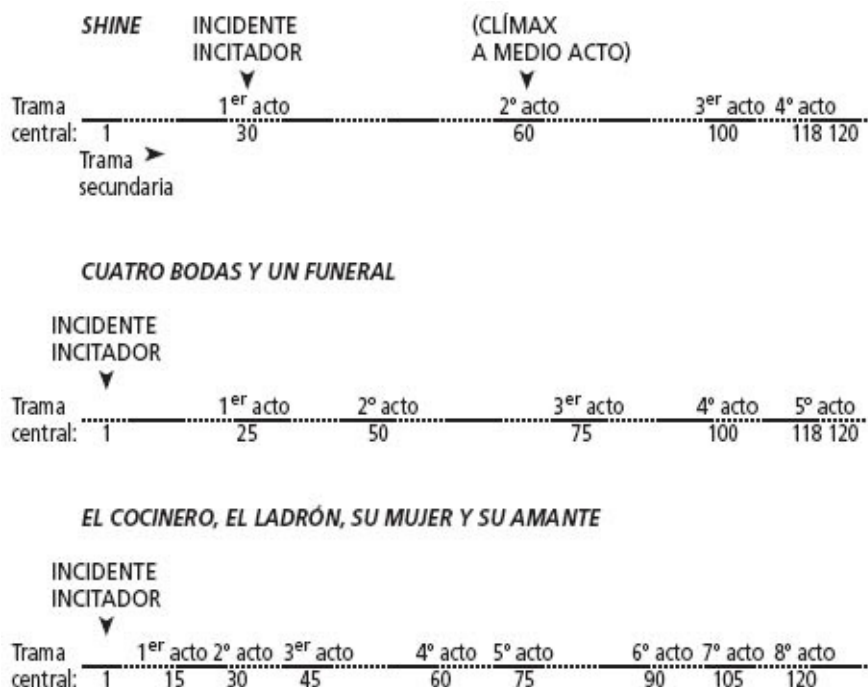 SHINE INCIDENTE (CLÍMAX
INCITADOR A MEDIO ACTO)
Trama 1er acto 2º acto 3er acto 4º acto
central: 1 30 60 100 118 120
Trama
secundaria
CUATRO BODAS Y UN FUNERAL
INCIDENTE
INCITADOR
Trama 1er acto 2º acto 3er acto 4º acto 5º acto
central: 1 25 50 75 100 118 120
EL COCINERO, EL LADRÓN, SU MUJER Y SU AMANTE
INCIDENTE
INCITADOR
Trama 1er acto 2º acto 3er acto 4º acto 5º acto 6º acto 7º acto 8º acto
central: 1 15 30 45 60 75 90 105 120